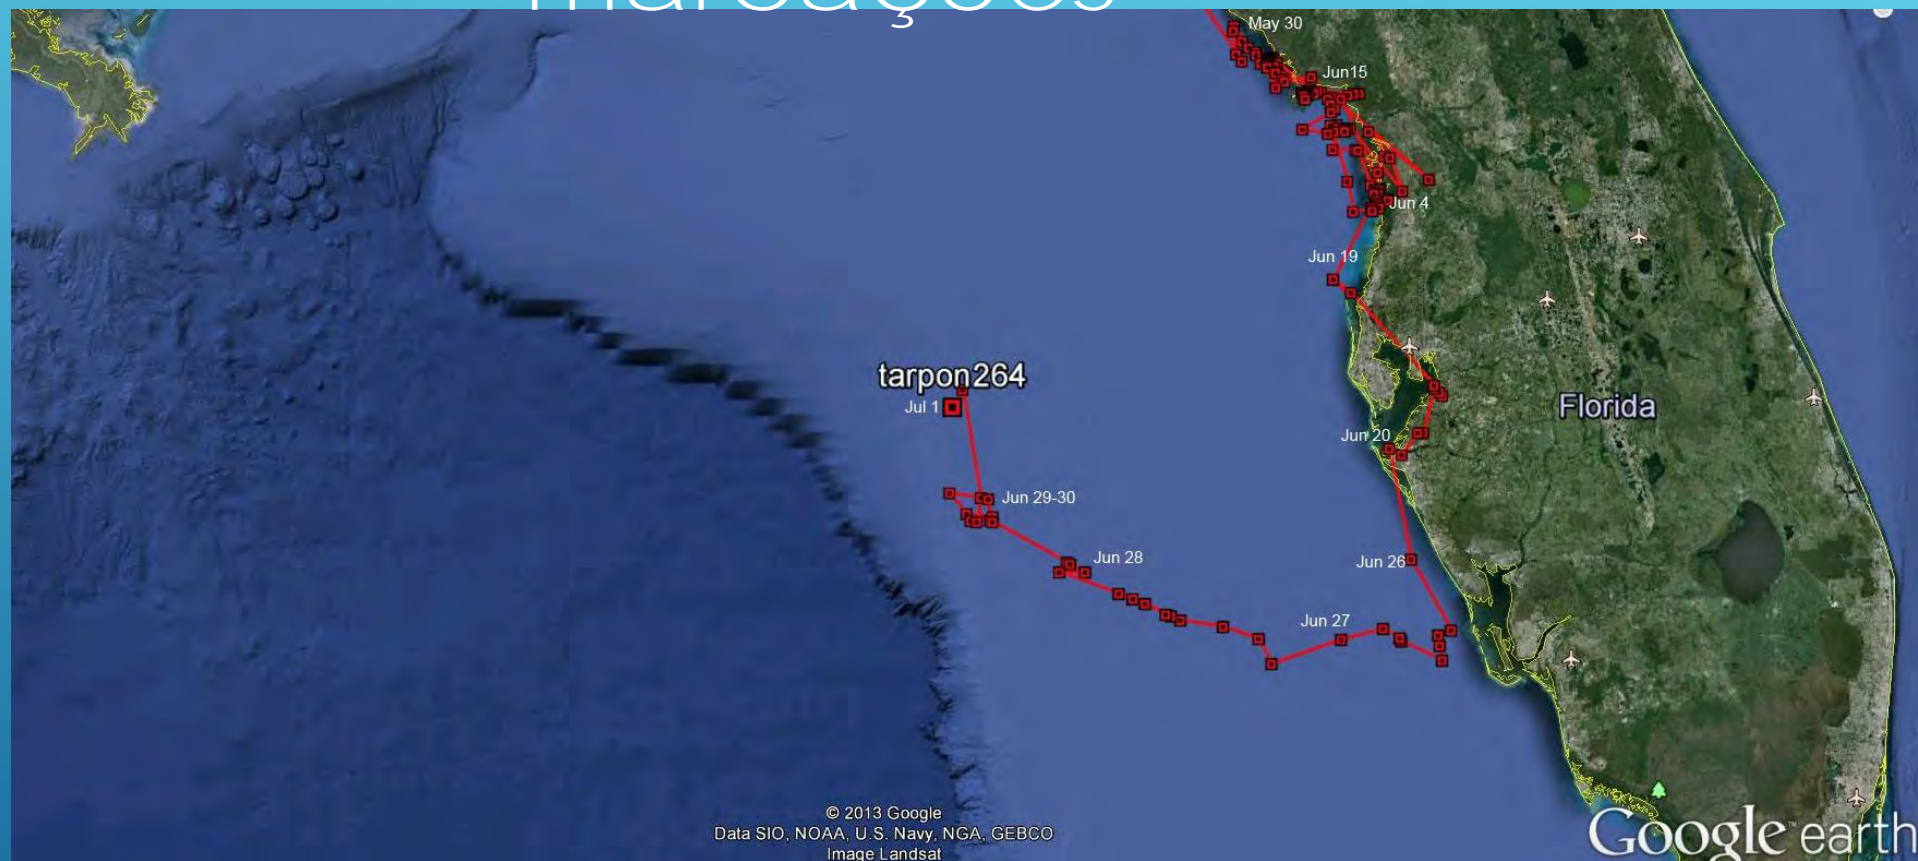 marcações
May 30
Jun15
Jun 4
Jun 19
tarpon264
Jul 1
Florida
Jun 20
Jun 29-30
Jun 28
Jun 26
Jun 27
© 2013 Google
Data SIO, NOAA, U.S. Navy, NGA, GEBCO
Image Landsat
Google earth